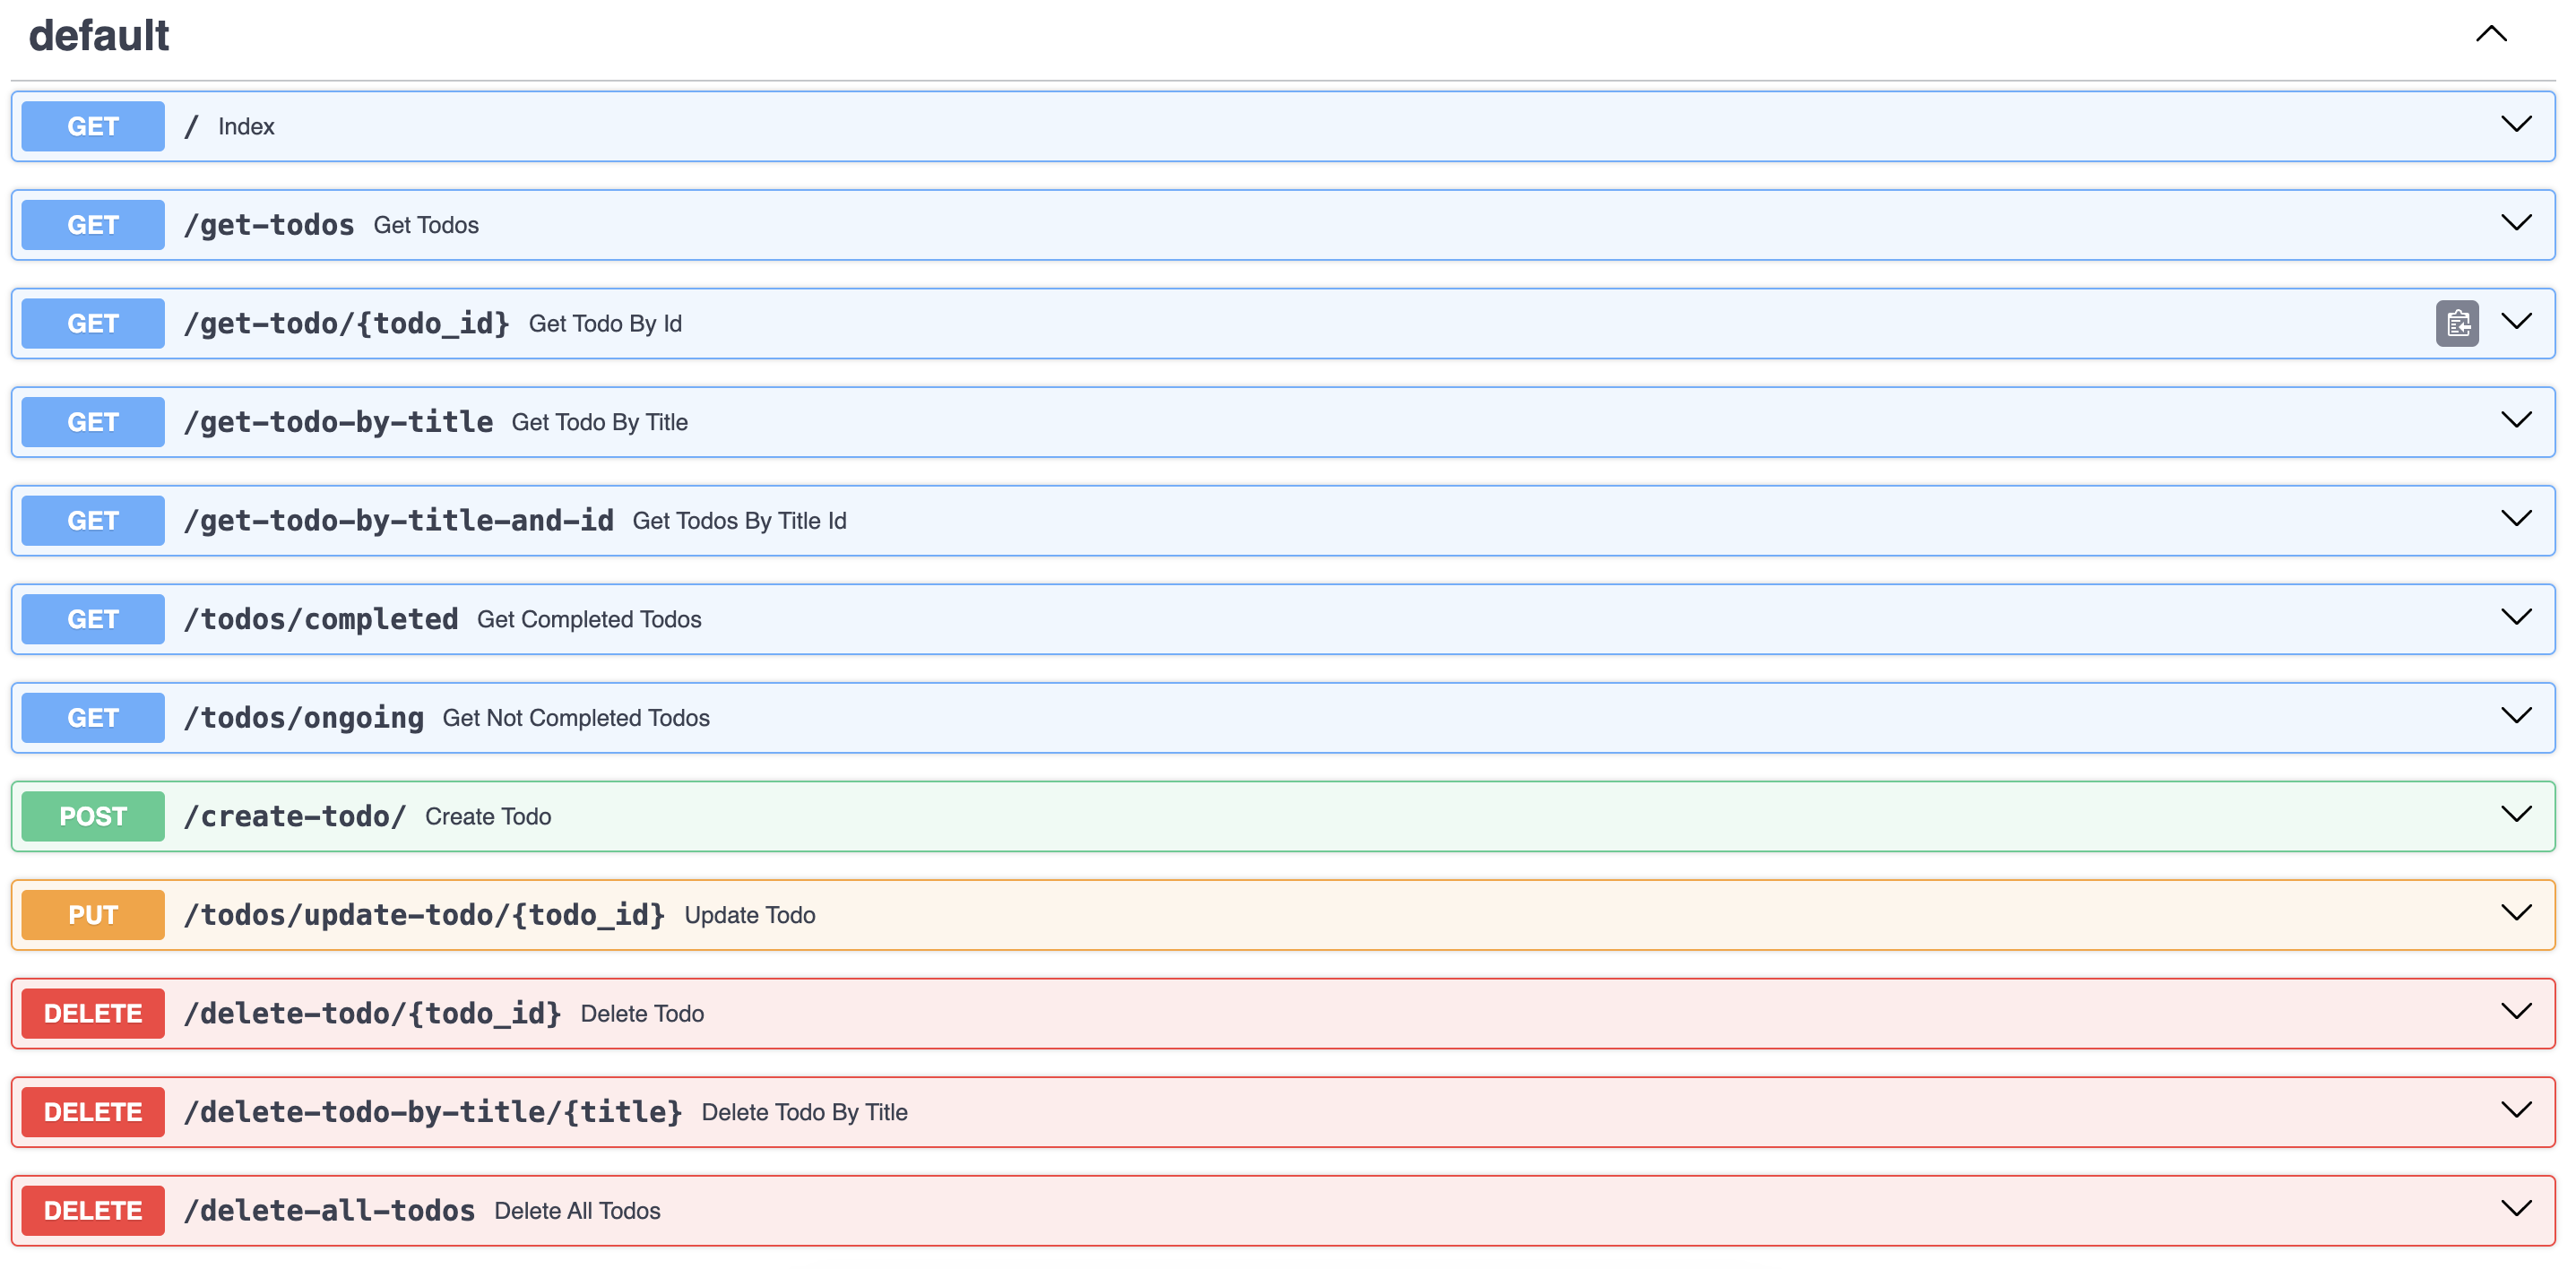 default
GET / Index
GET /get-todos Get Todos
GET /get-todo/{todo_id} Get Todo By Id
GET /get-todo-by-title Get Todo By Title
GET /get-todo-by-title-and-id Get Todos By Title Id
GET /todos/completed Get Completed Todos
GET /todos/ongoing Get Not Completed Todos
POST /create-todo/ Create Todo
PUT /todos/update-todo/{todo_id} Update Todo
DELETE /delete-todo/{todo_id} Delete Todo
DELETE /delete-todo-by-title/{title} Delete Todo By Title
DELETE /delete-all-todos Delete All Todos